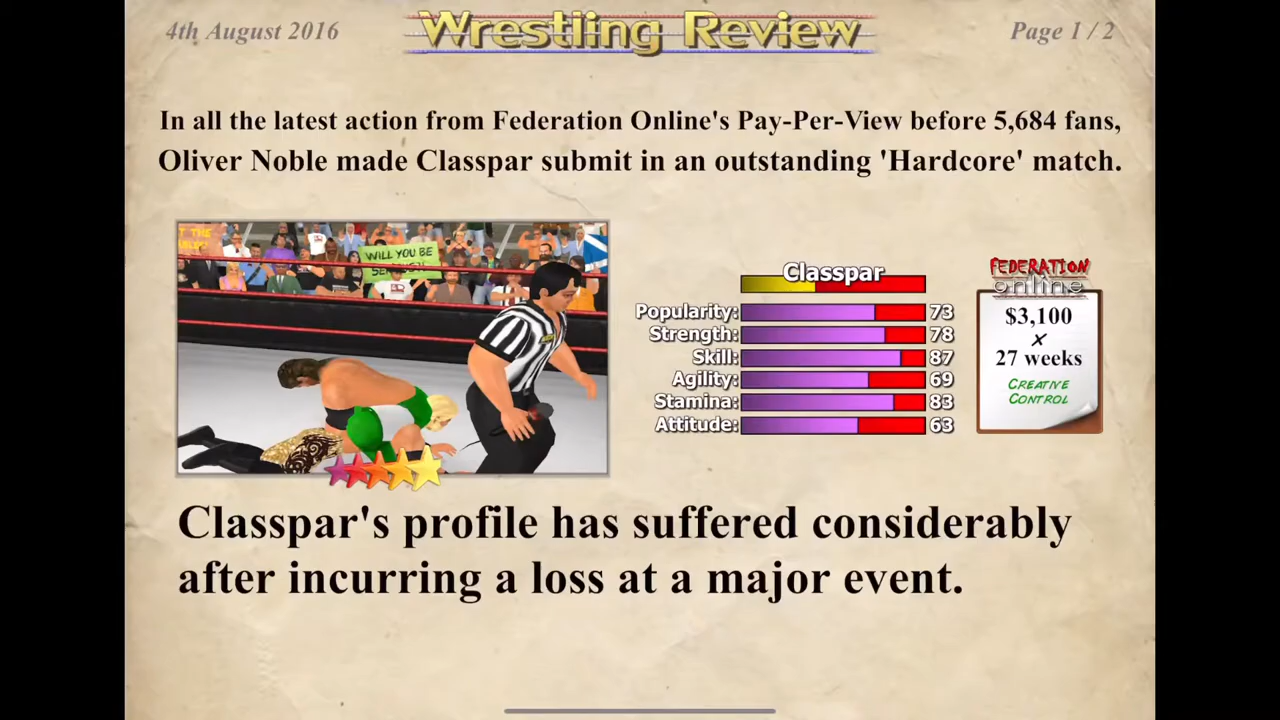 4th August 2016
Wrestling Review
Page 1 / 2
In all the latest action from Federation Online's Pay-Per-View before 5,684 fans,
Oliver Noble made Classpar submit in an outstanding 'Hardcore' match.
WILL YOU BE
Classpar
Popularity: 73
Strength: 78
Skill: 87
Agility: 69
Stamina: 83
Attitude: 63
FEDERATION
online
$3,100
x
27 weeks
CREATIVE
CONTROL
Classpar's profile has suffered considerably
after incurring a loss at a major event.